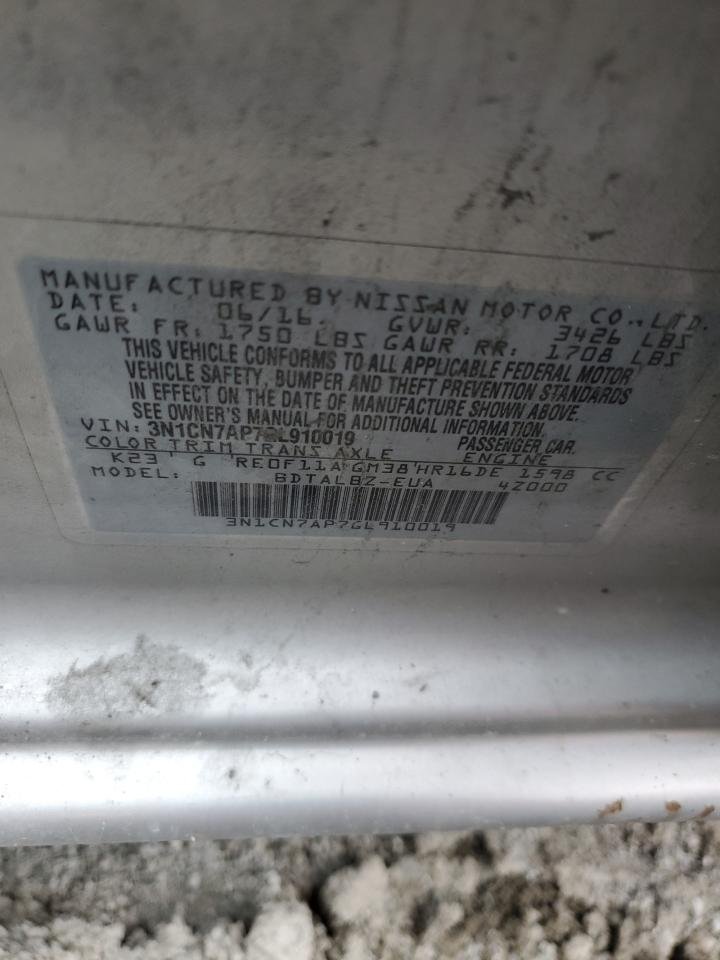 MANUFACTURED BY NISSAN MOTOR CO., LTD.
DATE: 06/16. GVWR: 3426 LBS
GAWR FR: 1750 LBS GAWR RR: 1708 LBS
THIS VEHICLE CONFORMS TO ALL APPLICABLE FEDERAL MOTOR
VEHICLE SAFETY, BUMPER AND THEFT PREVENTION STANDARDS
IN EFFECT ON THE DATE OF MANUFACTURE SHOWN ABOVE.
SEE OWNER'S MANUAL FOR ADDITIONAL INFORMATION.
VIN: 3N1CN7AP7GL910019 PASSENGER CAR.
COLOR TRIM TRANS AXLE ENGINE
K23 G RE0F11A GM38 HR16DE 1598 CC
MODEL: BDTALBZ-EUA 4Z000
3N1CN7AP7GL910019